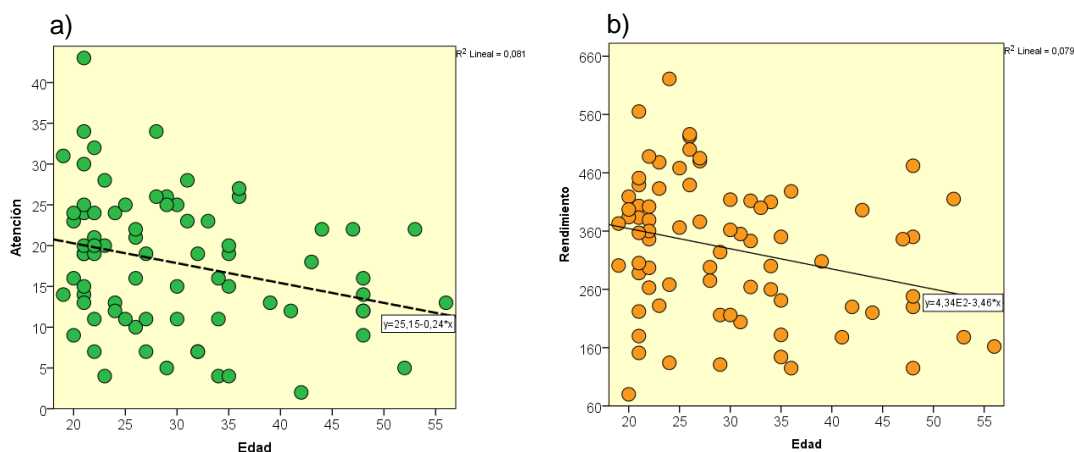 a)
R² Lineal = 0,081
Atención
40
35
30
25
20
15
10
5
0
y=25,15-0,24*x
20 25 30 35 40 45 50 55
Edad
b)
R² Lineal = 0,079
Rendimiento
660
560
460
360
260
160
60
y=4,34E2-3,46*x
20 25 30 35 40 45 50 55
Edad